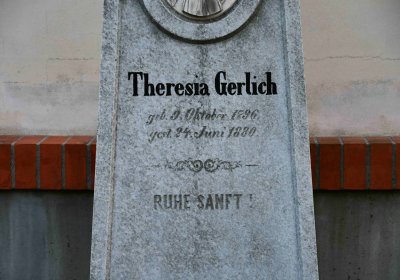 Theresia Gerlich
geb. 9. Oktober 1796.
gest. 24. Juni 1880.
RUHE SANFT !